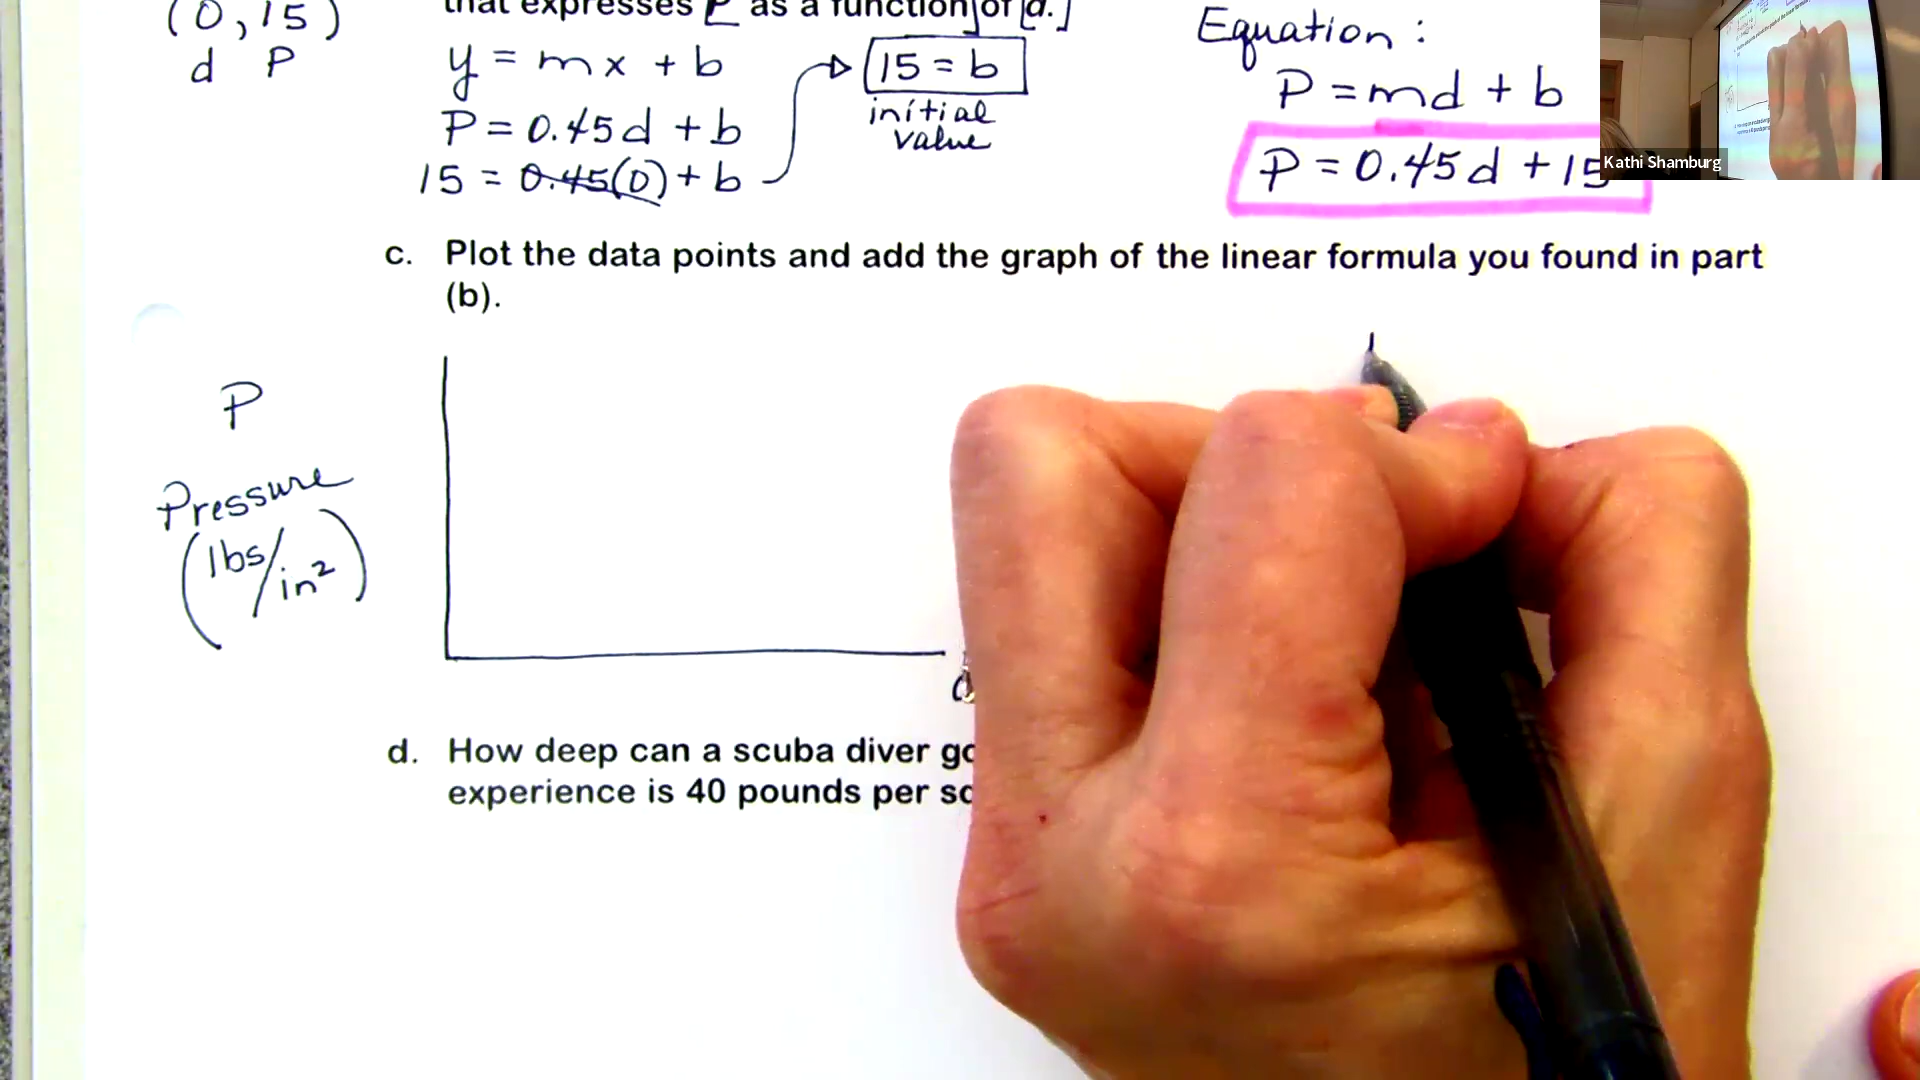 (0,15)
d P
that expresses P as a function of d.
y = mx + b
P = 0.45d + b
15 = 0.45(0) + b
15 = b
initial
value
Equation:
P = md + b
P = 0.45d + 15
Kathi Shamburg
c. Plot the data points and add the graph of the linear formula you found in part
(b).
P
Pressure
(lbs/in²)
d. How deep can a scuba diver go
experience is 40 pounds per